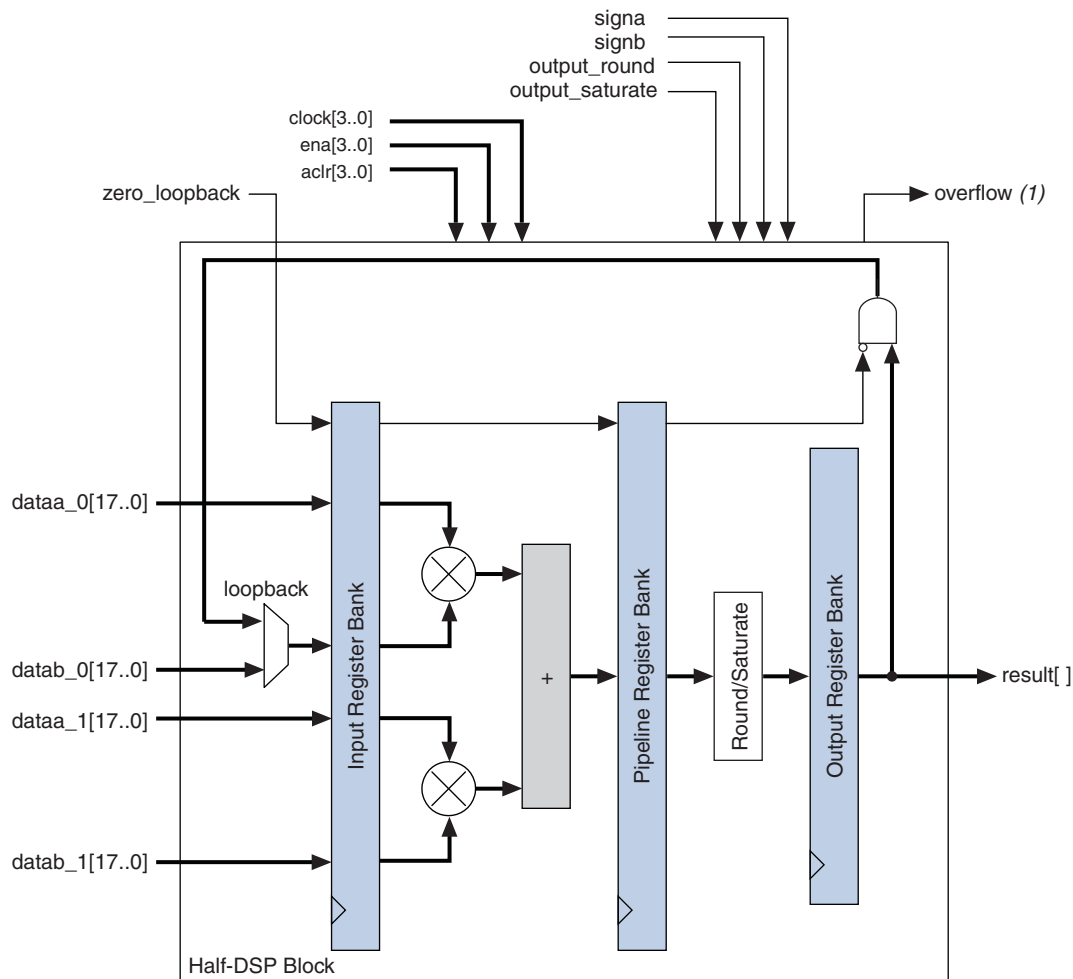 signa
signb
output_round
output_saturate
clock[3..0]
ena[3..0]
aclr[3..0]
zero_loopback
overflow (1)
dataa_0[17..0]
loopback
datab_0[17..0]
dataa_1[17..0]
datab_1[17..0]
Input Register Bank
+
Pipeline Register Bank
Round/Saturate
Output Register Bank
result[ ]
Half-DSP Block